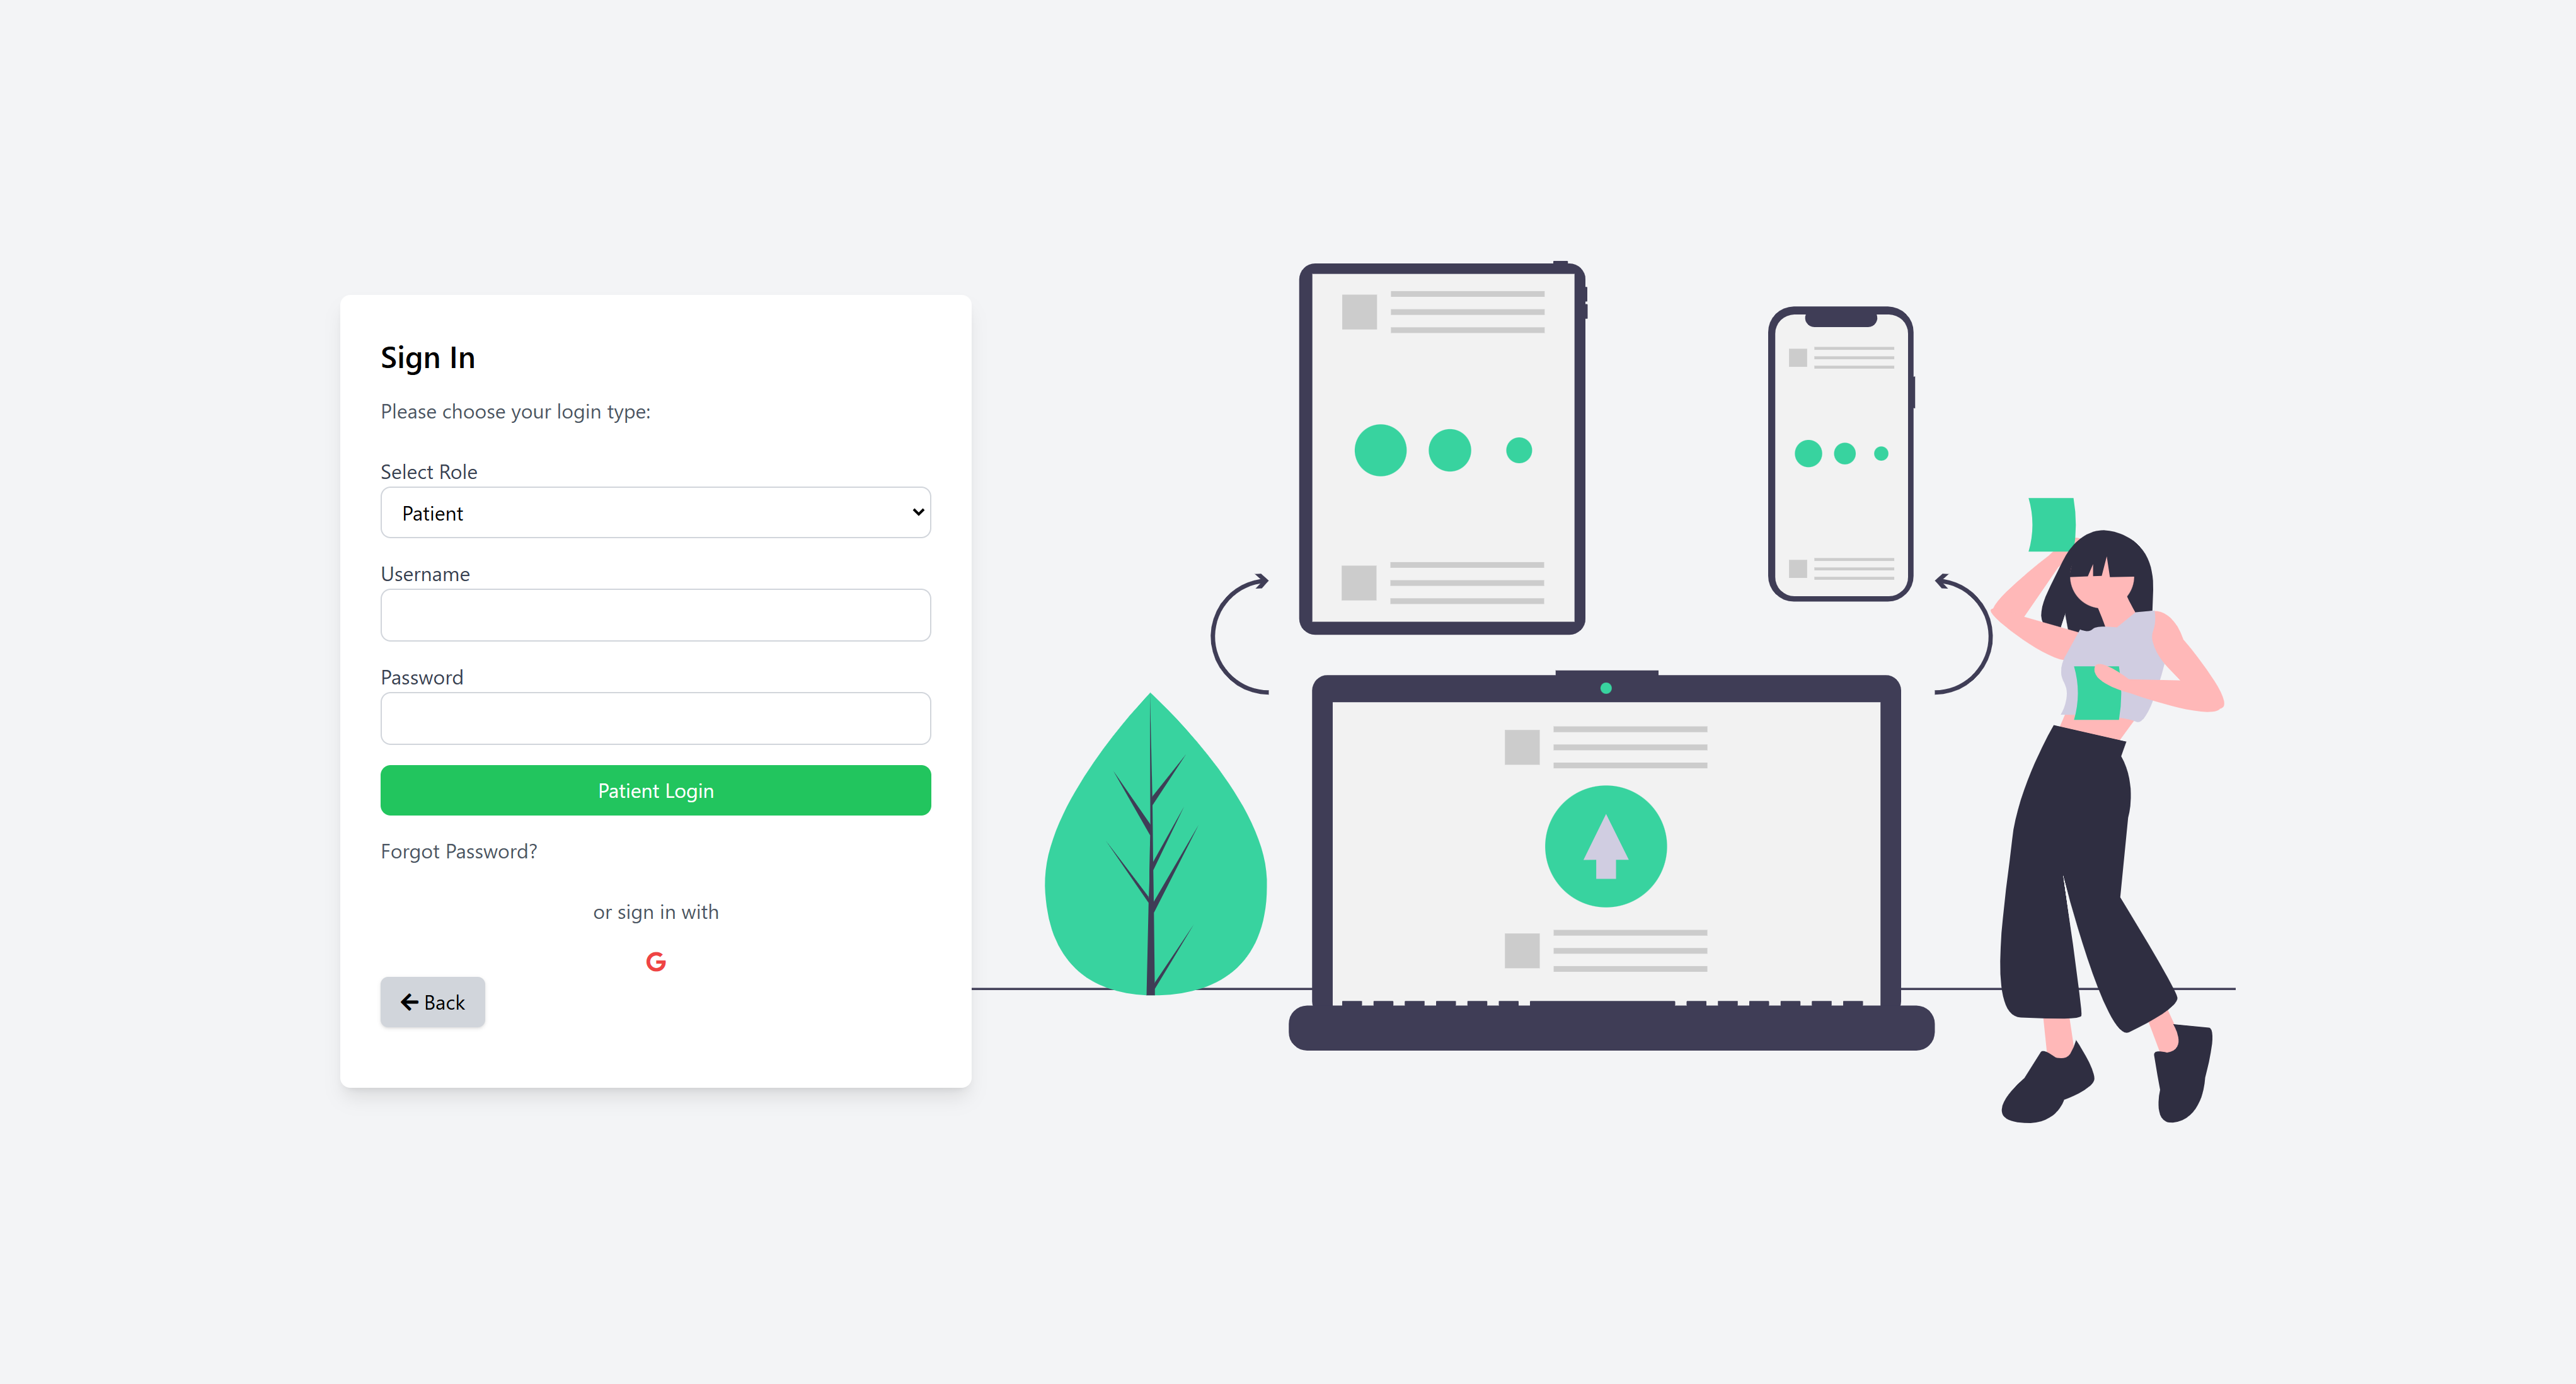 Sign In
Please choose your login type:
Select Role
Patient
Username
Password
Patient Login
Forgot Password?
or sign in with
G
Back